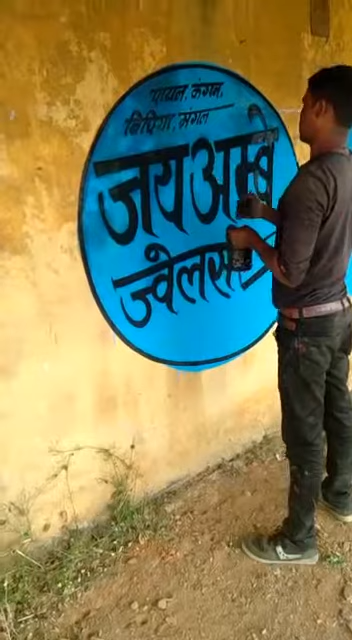 पायल, कंगन,
बिछिया, मंगल
जय अम्बे
ज्वेलर्स